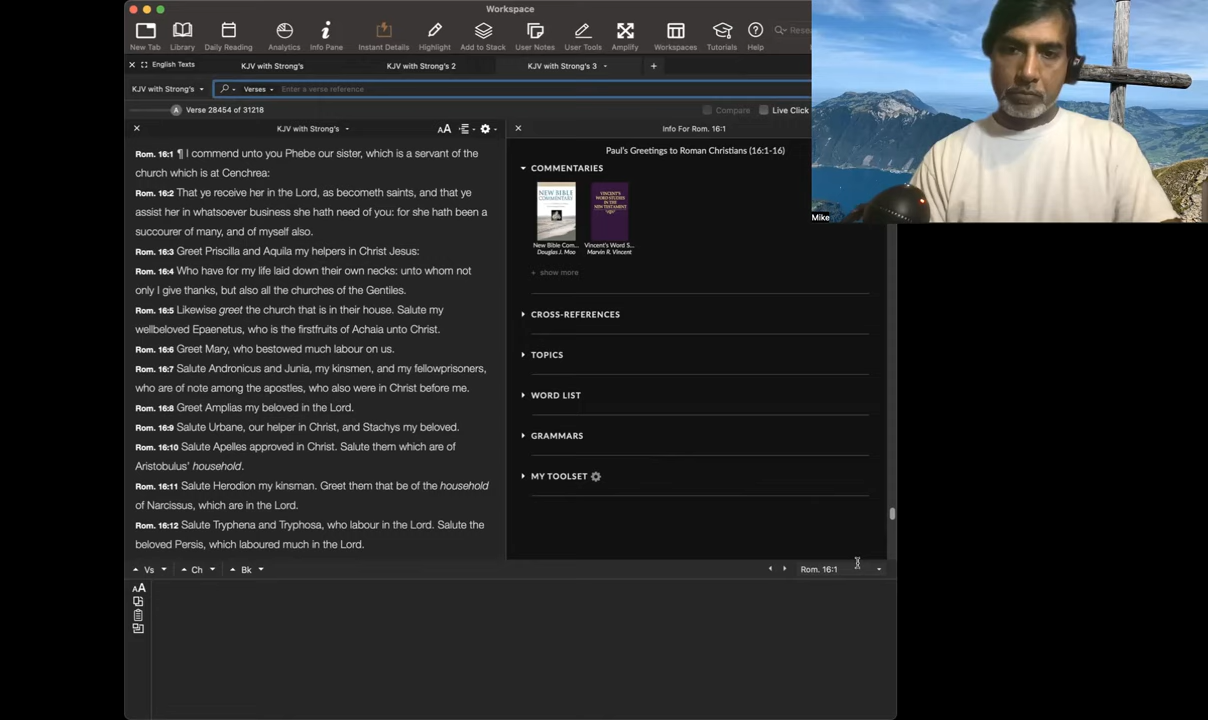 Workspace
New Tab
Library
Daily Reading
Analytics
Info Pane
Instant Details
Highlight
Add to Stack
User Notes
User Tools
Amplify
Workspaces
Tutorials
Help
English Texts
KJV with Strong's
KJV with Strong's 2
KJV with Strong's 3
KJV with Strong's
Verses
Enter a verse reference
A
Verse 28454 of 31218
Compare
Live Click
KJV with Strong's
AA
Info For Rom. 16:1
Rom. 16:1 ¶ I commend unto you Phebe our sister, which is a servant of the
church which is at Cenchrea:
Rom. 16:2 That ye receive her in the Lord, as becometh saints, and that ye
assist her in whatsoever business she hath need of you: for she hath been a
succourer of many, and of myself also.
Rom. 16:3 Greet Priscilla and Aquila my helpers in Christ Jesus:
Rom. 16:4 Who have for my life laid down their own necks: unto whom not
only I give thanks, but also all the churches of the Gentiles.
Rom. 16:5 Likewise greet the church that is in their house. Salute my
wellbeloved Epaenetus, who is the firstfruits of Achaia unto Christ.
Rom. 16:6 Greet Mary, who bestowed much labour on us.
Rom. 16:7 Salute Andronicus and Junia, my kinsmen, and my fellowprisoners,
who are of note among the apostles, who also were in Christ before me.
Rom. 16:8 Greet Amplias my beloved in the Lord.
Rom. 16:9 Salute Urbane, our helper in Christ, and Stachys my beloved.
Rom. 16:10 Salute Apelles approved in Christ. Salute them which are of
Aristobulus' household.
Rom. 16:11 Salute Herodion my kinsman. Greet them that be of the household
of Narcissus, which are in the Lord.
Rom. 16:12 Salute Tryphena and Tryphosa, who labour in the Lord. Salute the
beloved Persis, which laboured much in the Lord.
Paul's Greetings to Roman Christians (16:1-16)
COMMENTARIES
NEW BIBLE
COMMENTARY
VINCENT'S
WORD STUDIES
IN THE
NEW TESTAMENT
New Bible Com...
Douglas J. Moo
Vincent's Word S...
Marvin R. Vincent
+ show more
CROSS-REFERENCES
TOPICS
WORD LIST
GRAMMARS
MY TOOLSET
Vs
Ch
Bk
Rom. 16:1
AA
Mike